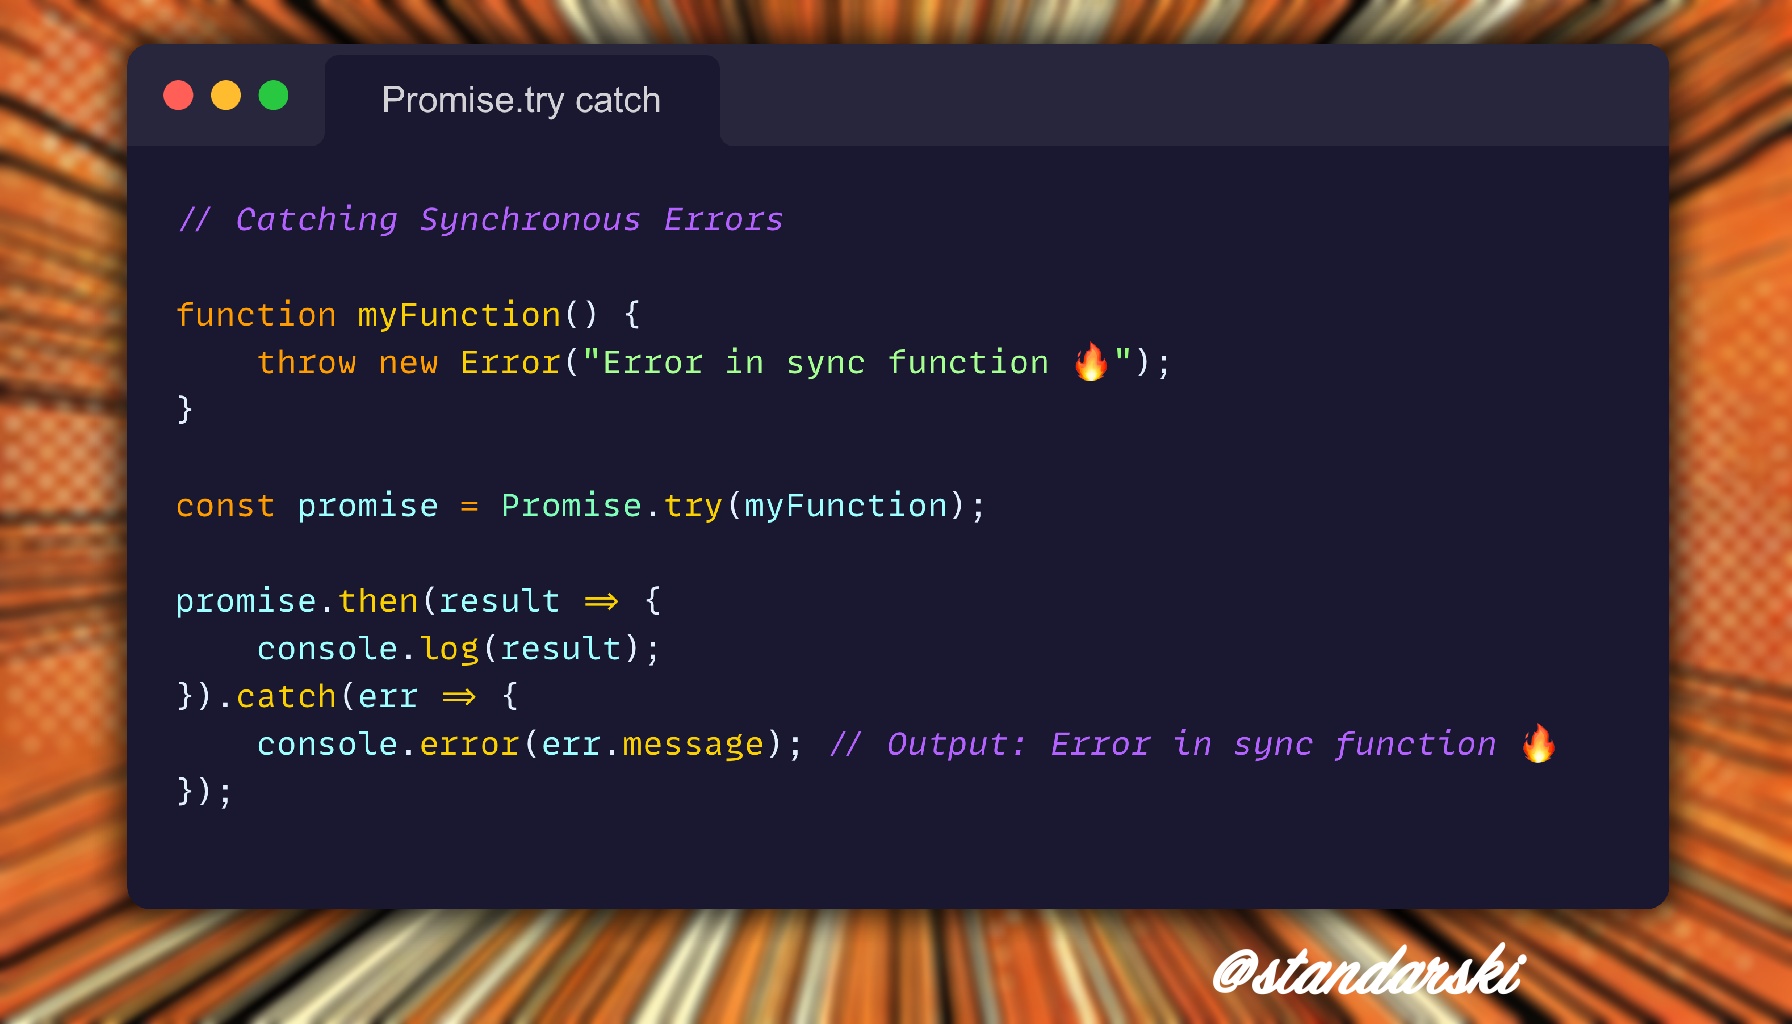 Promise.try catch
// Catching Synchronous Errors
function myFunction() {
    throw new Error("Error in sync function 🔥");
}
const promise = Promise.try(myFunction);
promise.then(result => {
    console.log(result);
}).catch(err => {
    console.error(err.message); // Output: Error in sync function 🔥
});
@standarski